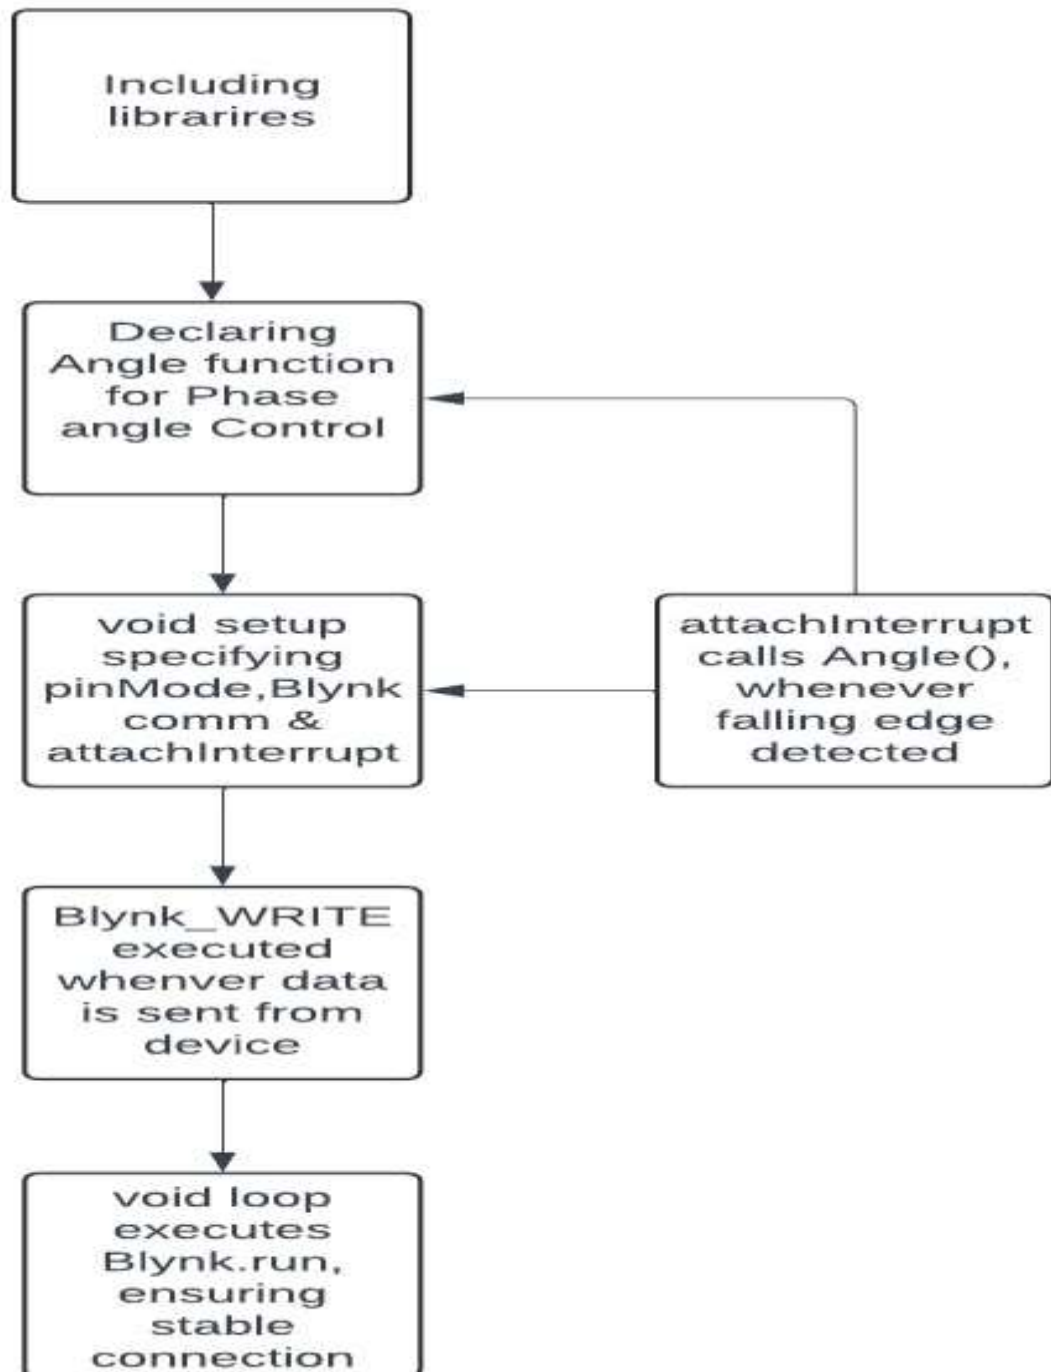 Including
librarires
Declaring
Angle function
for Phase
angle Control
void setup
specifying
pinMode,Blynk
comm &
attachInterrupt
attachInterrupt
calls Angle(),
whenever
falling edge
detected
Blynk_WRITE
executed
whenver data
is sent from
device
void loop
executes
Blynk.run,
ensuring
stable
connection